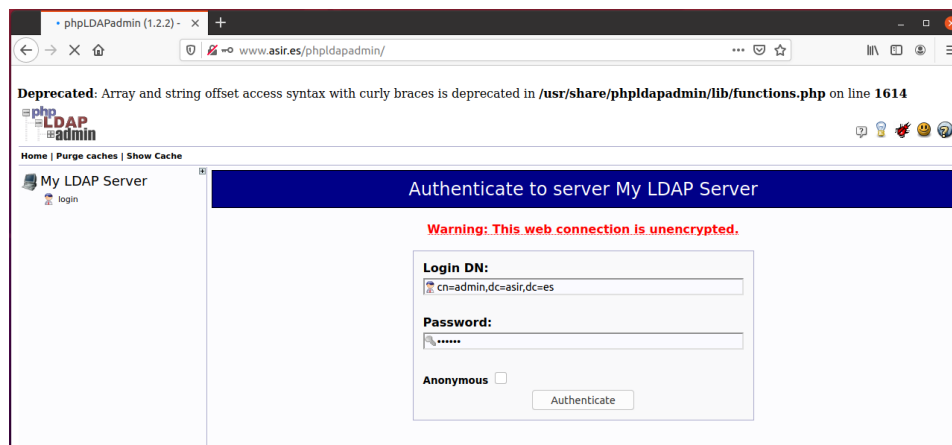 phpLDAPadmin (1.2.2) -
www.asir.es/phpldapadmin/
Deprecated: Array and string offset access syntax with curly braces is deprecated in /usr/share/phpldapadmin/lib/functions.php on line 1614
php
LDAP
admin
Home | Purge caches | Show Cache
My LDAP Server
login
Authenticate to server My LDAP Server
Warning: This web connection is unencrypted.
Login DN:
cn=admin,dc=asir,dc=es
Password:
••••••
Anonymous
Authenticate